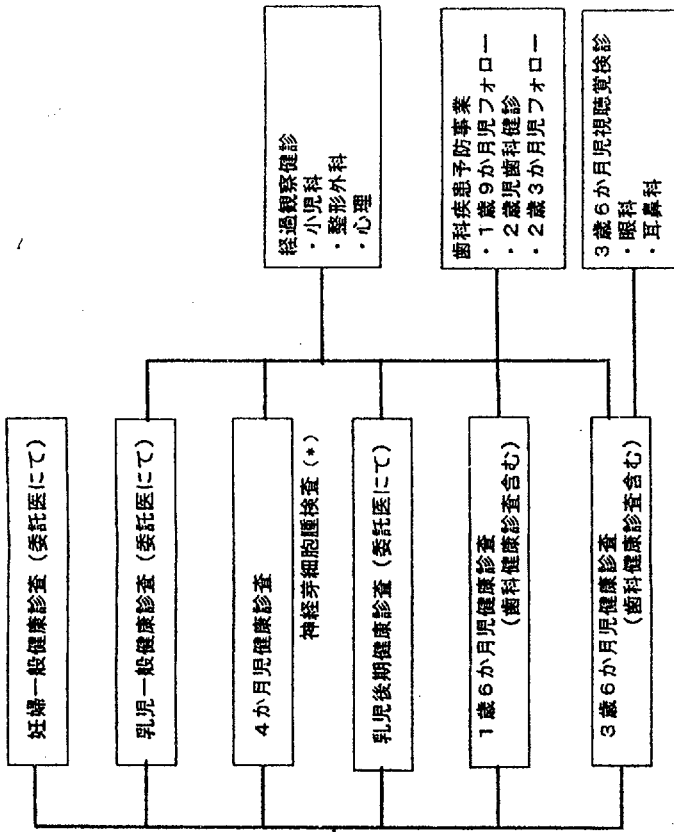 妊婦一般健康診査（委託医にて）
乳児一般健康診査（委託医にて）
４か月児健康診査
神経芽細胞腫検査（*）
乳児後期健康診査（委託医にて）
１歳６か月児健康診査
（歯科健康診査含む）
３歳６か月児健康診査
（歯科健康診査含む）
経過観察健診
・小児科
・整形外科
・心理
歯科疾患予防事業
・１歳９か月児フォロー
・２歳児歯科健診
・２歳３か月児フォロー
３歳６か月児視聴覚検診
・眼科
・耳鼻科